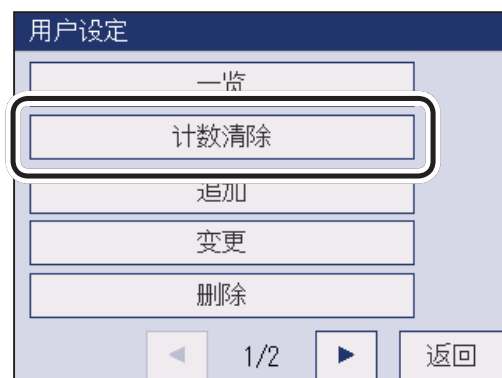 用户设定
一览
计数清除
追加
变更
删除
◀ 1/2 ▶ 返回